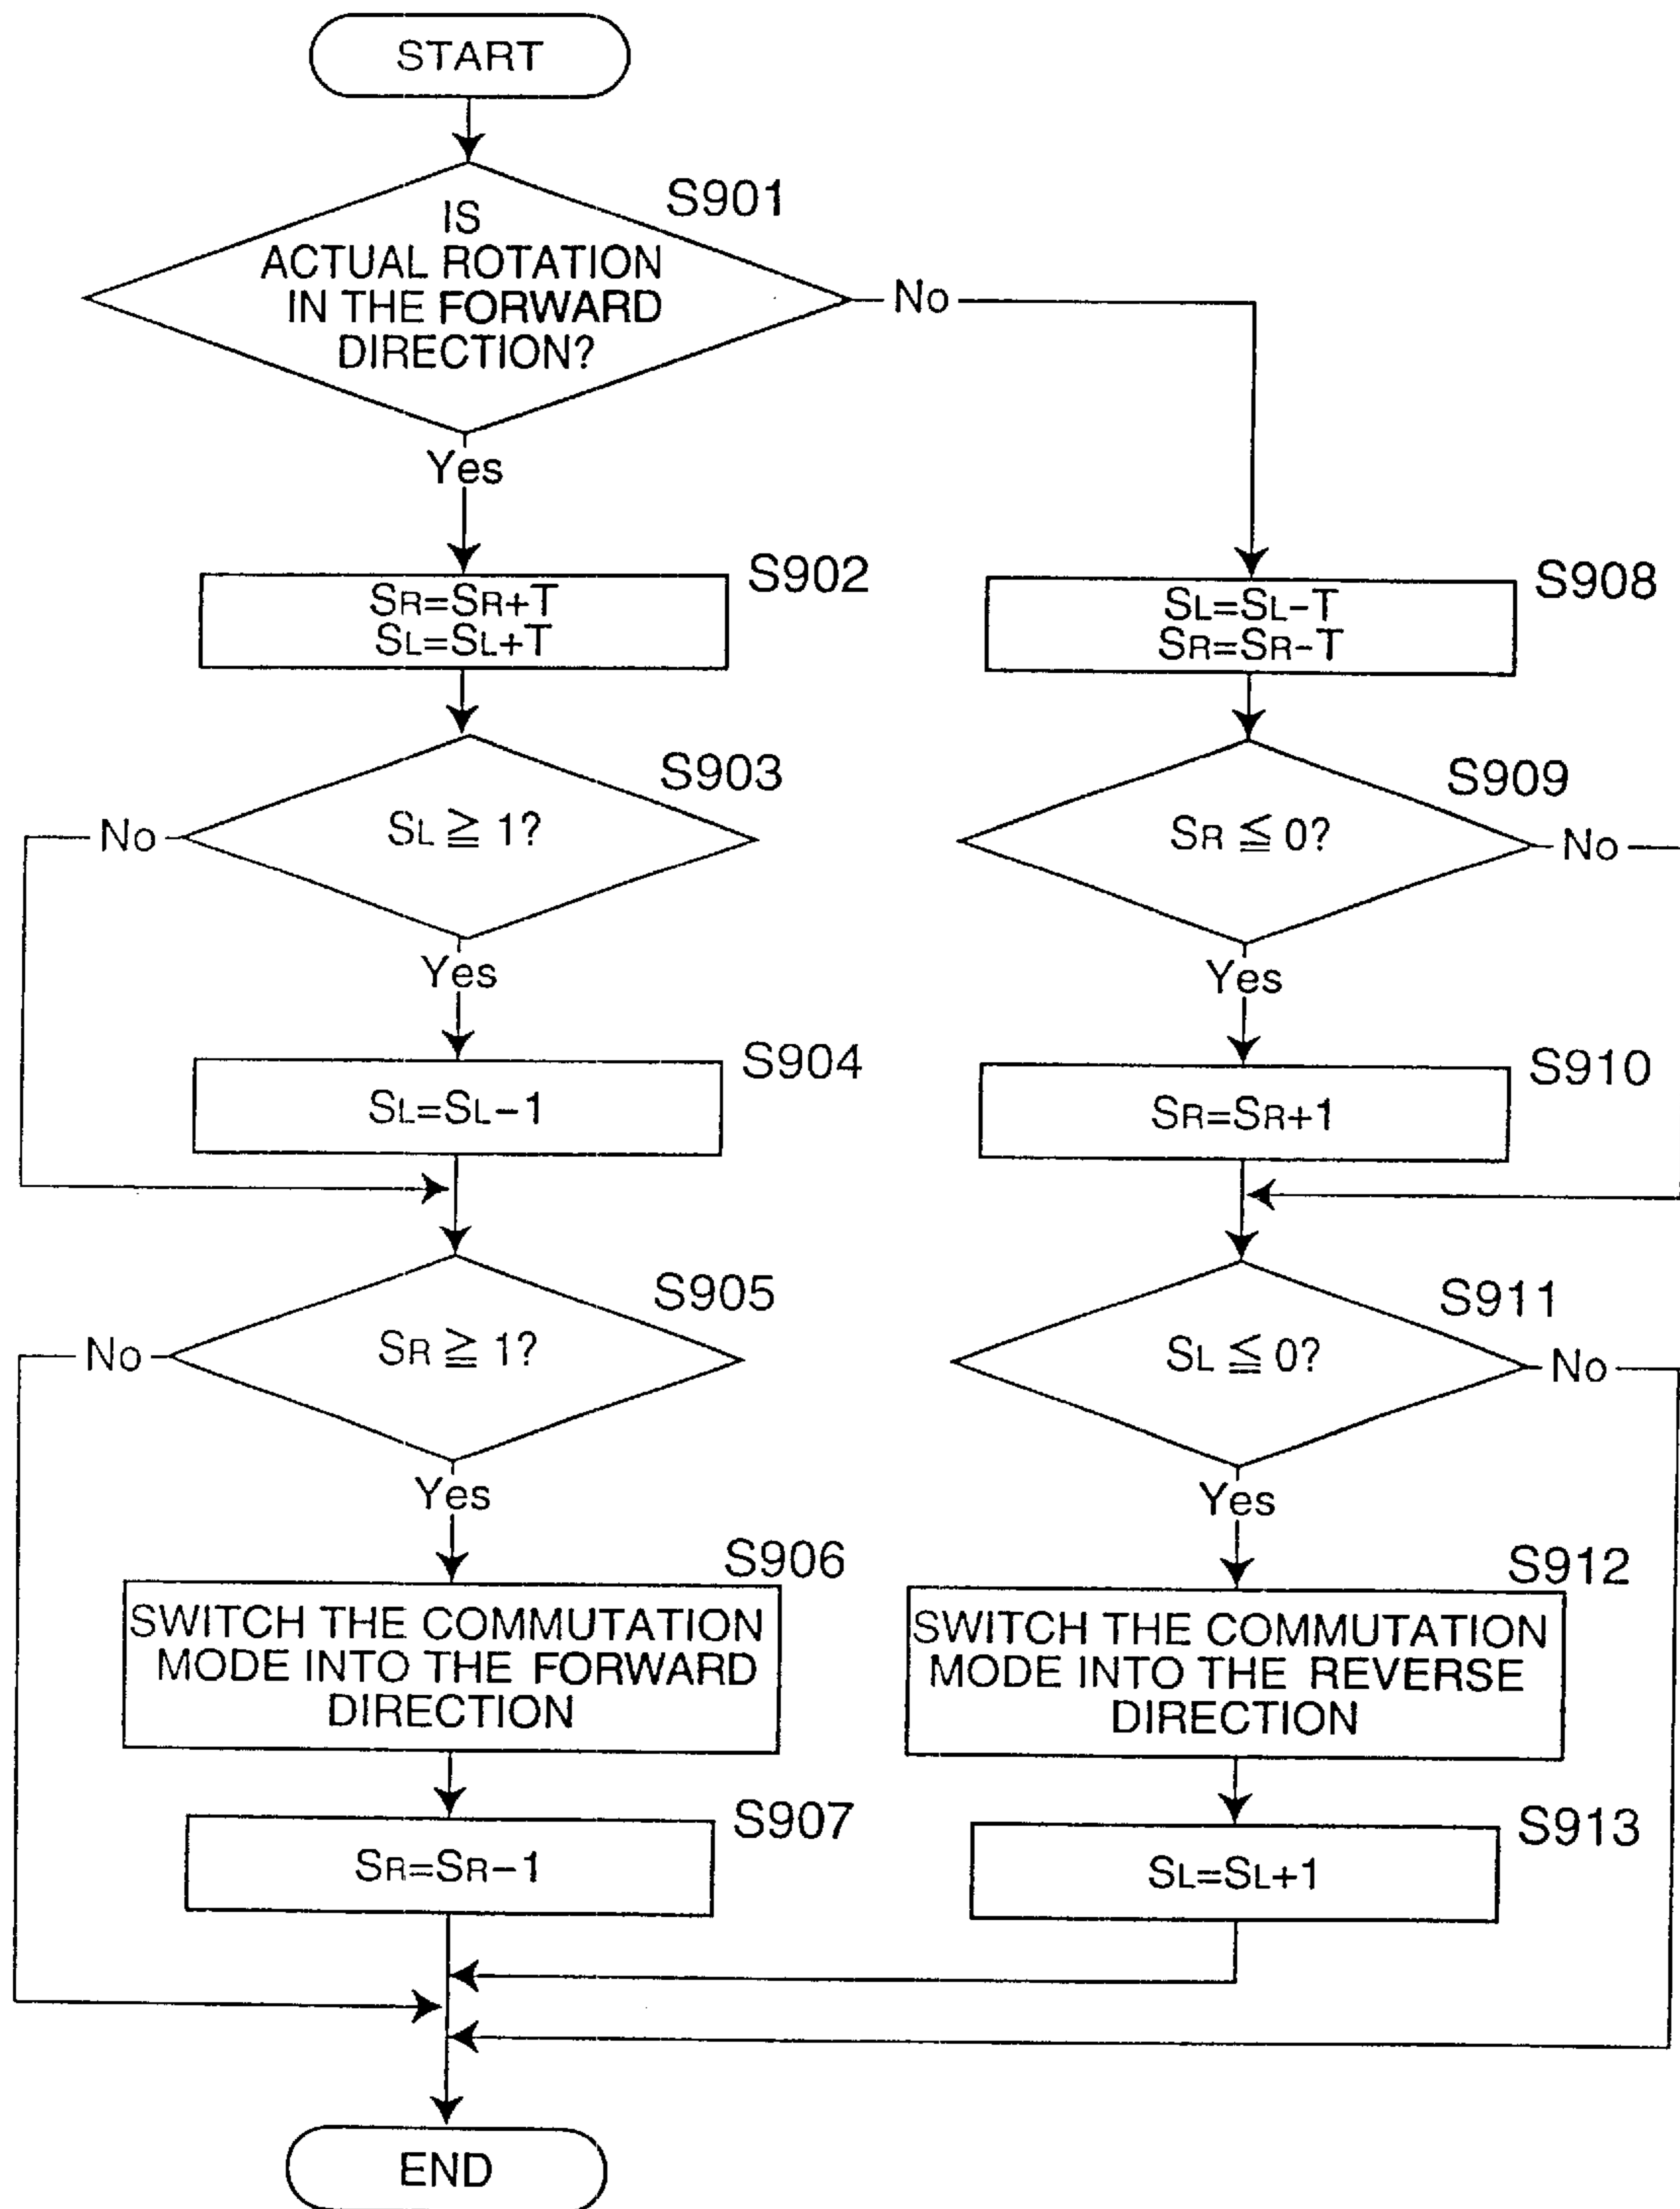 START
S901
IS
ACTUAL ROTATION
IN THE FORWARD
DIRECTION?
No
Yes
S902
SR=SR+T
SL=SL+T
S908
SL=SL-T
SR=SR-T
S903
SL ≧ 1?
No
Yes
S909
SR ≦ 0?
No
Yes
S904
SL=SL-1
S910
SR=SR+1
S905
SR ≧ 1?
No
Yes
S911
SL ≦ 0?
No
Yes
S906
SWITCH THE COMMUTATION
MODE INTO THE FORWARD
DIRECTION
S912
SWITCH THE COMMUTATION
MODE INTO THE REVERSE
DIRECTION
S907
SR=SR-1
S913
SL=SL+1
END